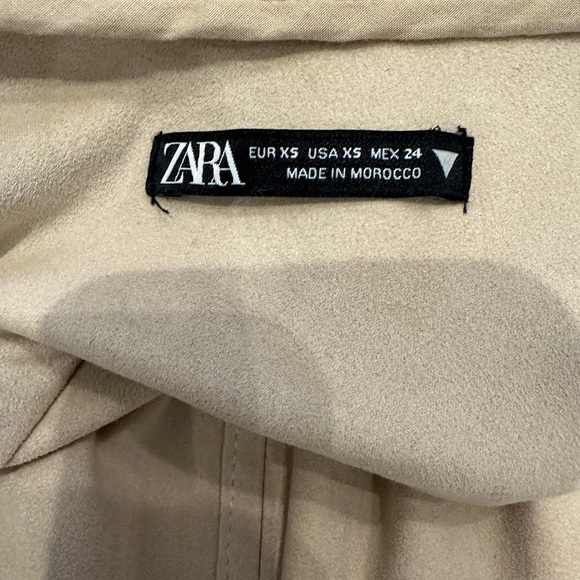 ZARA
EUR XS USA XS MEX 24
MADE IN MOROCCO